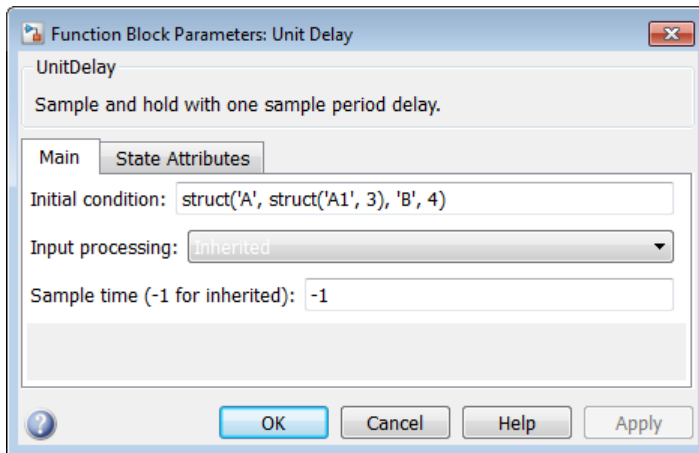 Function Block Parameters: Unit Delay
UnitDelay
Sample and hold with one sample period delay.
Main State Attributes
Initial condition: struct('A', struct('A1', 3), 'B', 4)
Input processing: Inherited
Sample time (-1 for inherited): -1
? OK Cancel Help Apply